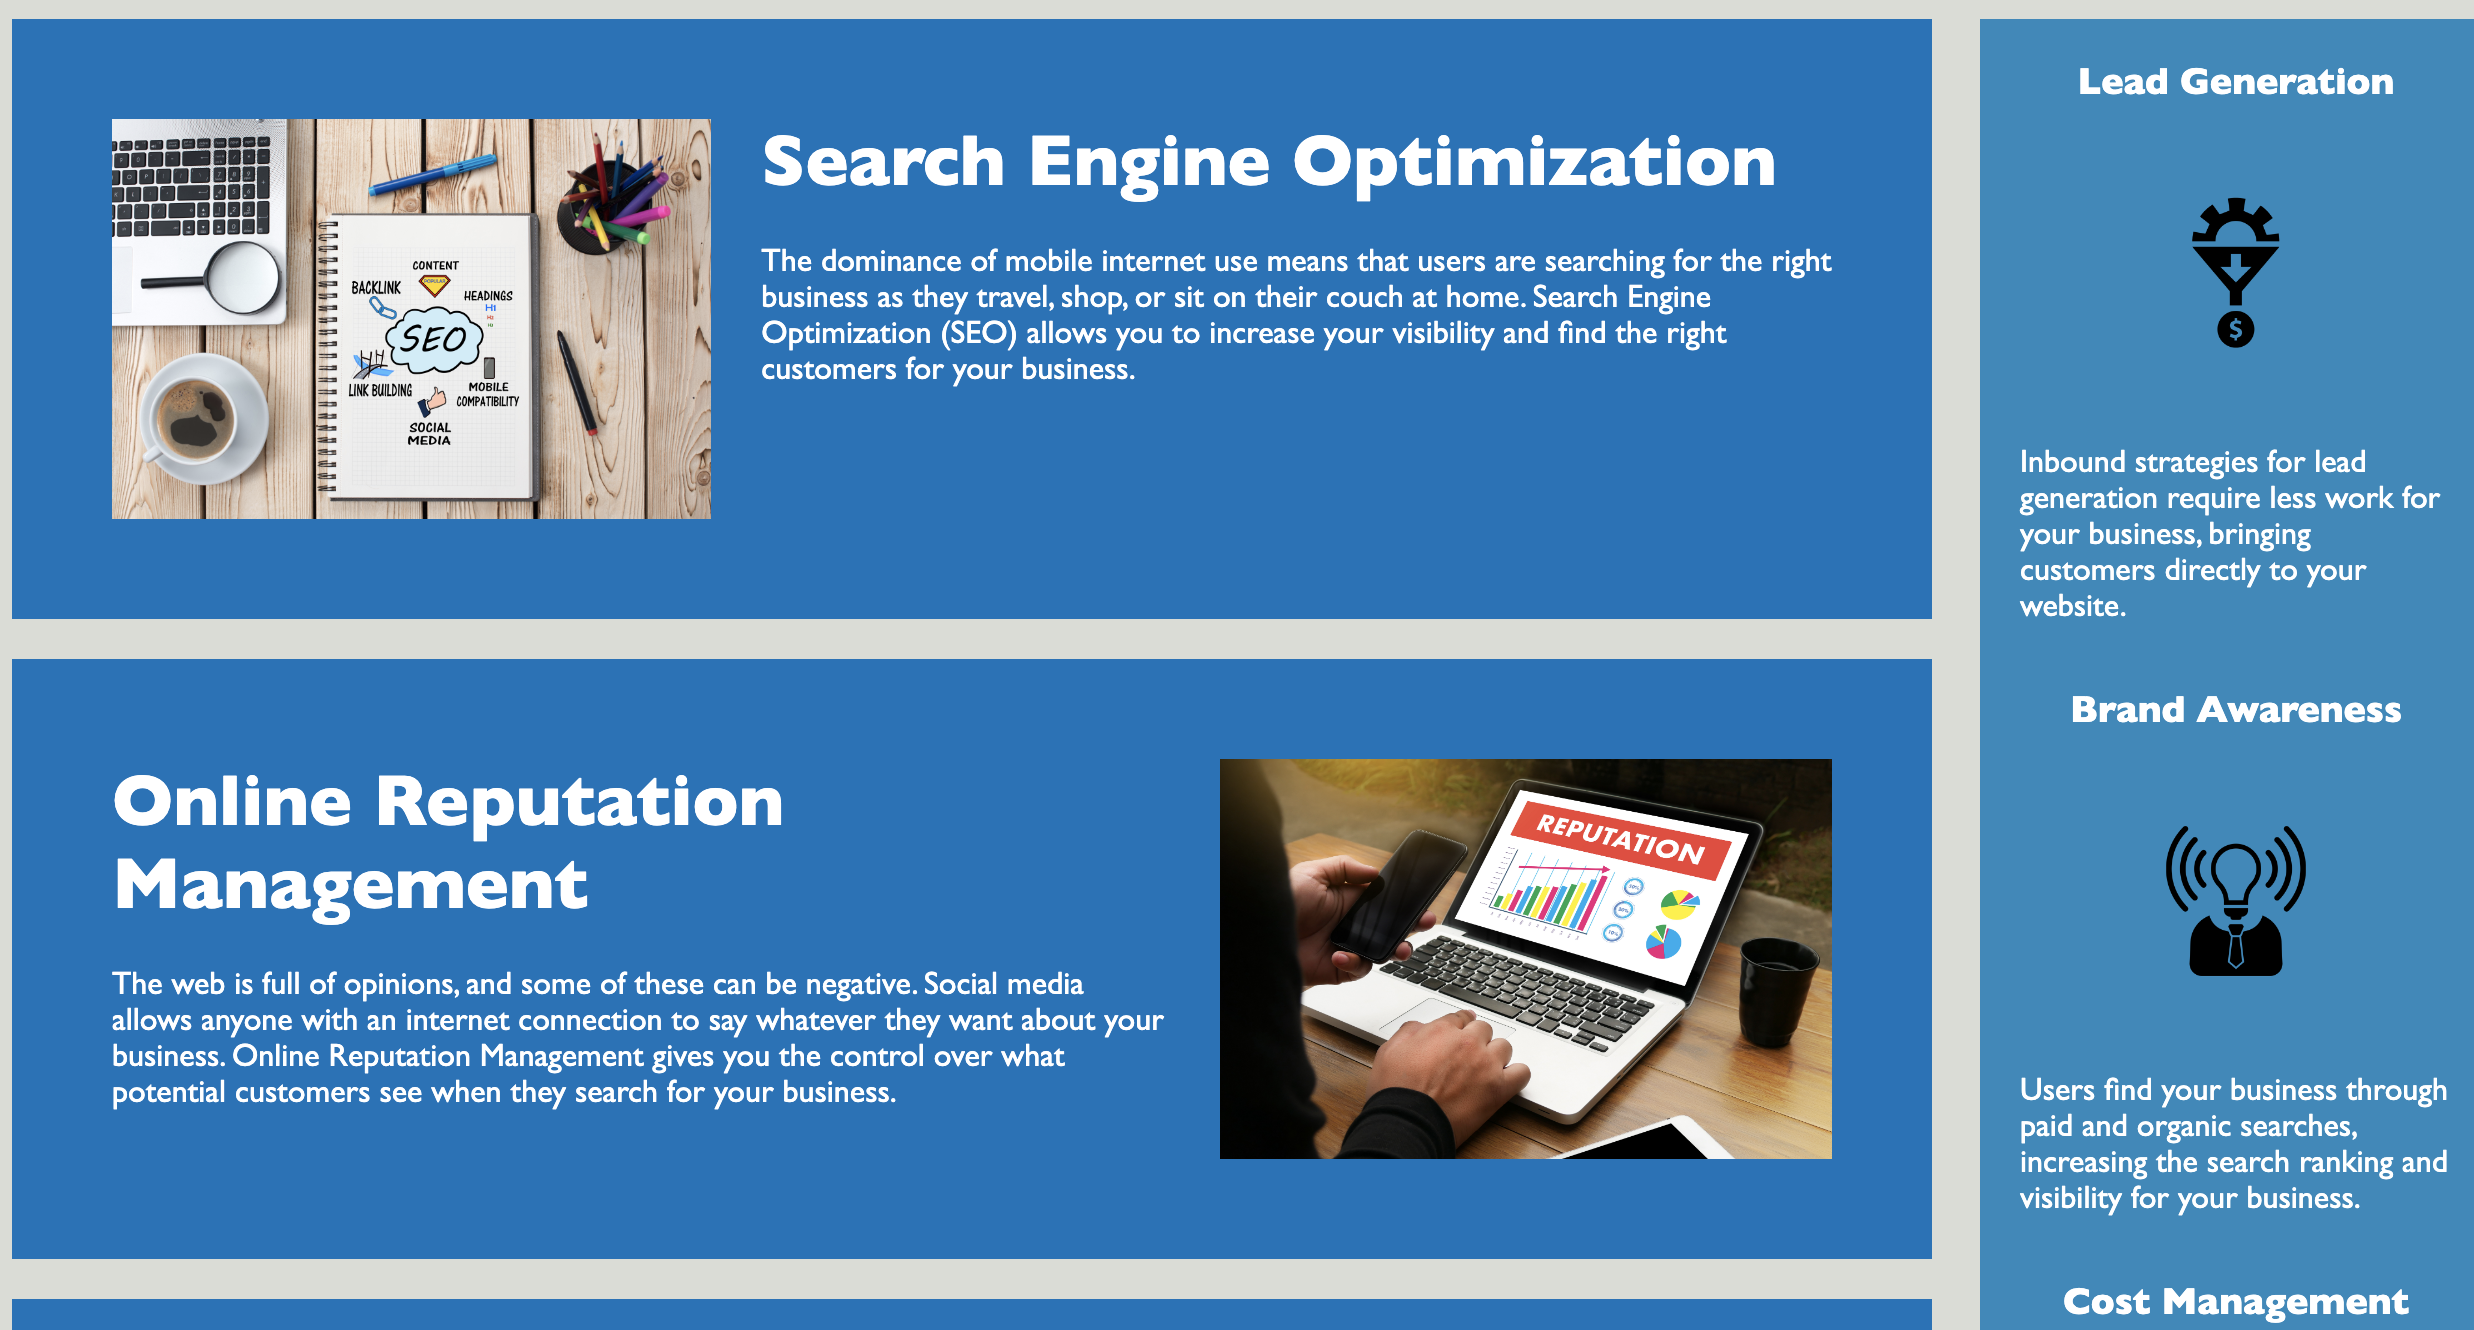 Search Engine Optimization
The dominance of mobile internet use means that users are searching for the right
business as they travel, shop, or sit on their couch at home. Search Engine
Optimization (SEO) allows you to increase your visibility and find the right
customers for your business.
CONTENT
POPULAR
BACKLINK
HEADINGS
H1
H2
H3
SEO
LINK BUILDING
MOBILE
COMPATIBILITY
SOCIAL
MEDIA
Online Reputation
Management
The web is full of opinions, and some of these can be negative. Social media
allows anyone with an internet connection to say whatever they want about your
business. Online Reputation Management gives you the control over what
potential customers see when they search for your business.
REPUTATION
Lead Generation
$
Inbound strategies for lead
generation require less work for
your business, bringing
customers directly to your
website.
Brand Awareness
Users find your business through
paid and organic searches,
increasing the search ranking and
visibility for your business.
Cost Management